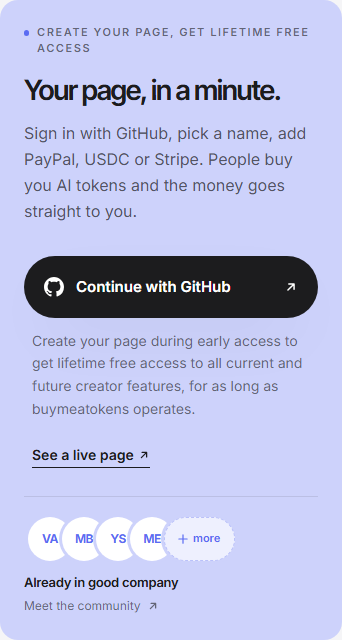 CREATE YOUR PAGE, GET LIFETIME FREE
ACCESS
Your page, in a minute.
Sign in with GitHub, pick a name, add
PayPal, USDC or Stripe. People buy
you AI tokens and the money goes
straight to you.
Continue with GitHub
Create your page during early access to
get lifetime free access to all current and
future creator features, for as long as
buymeatokens operates.
See a live page
VA MB YS ME + more
Already in good company
Meet the community